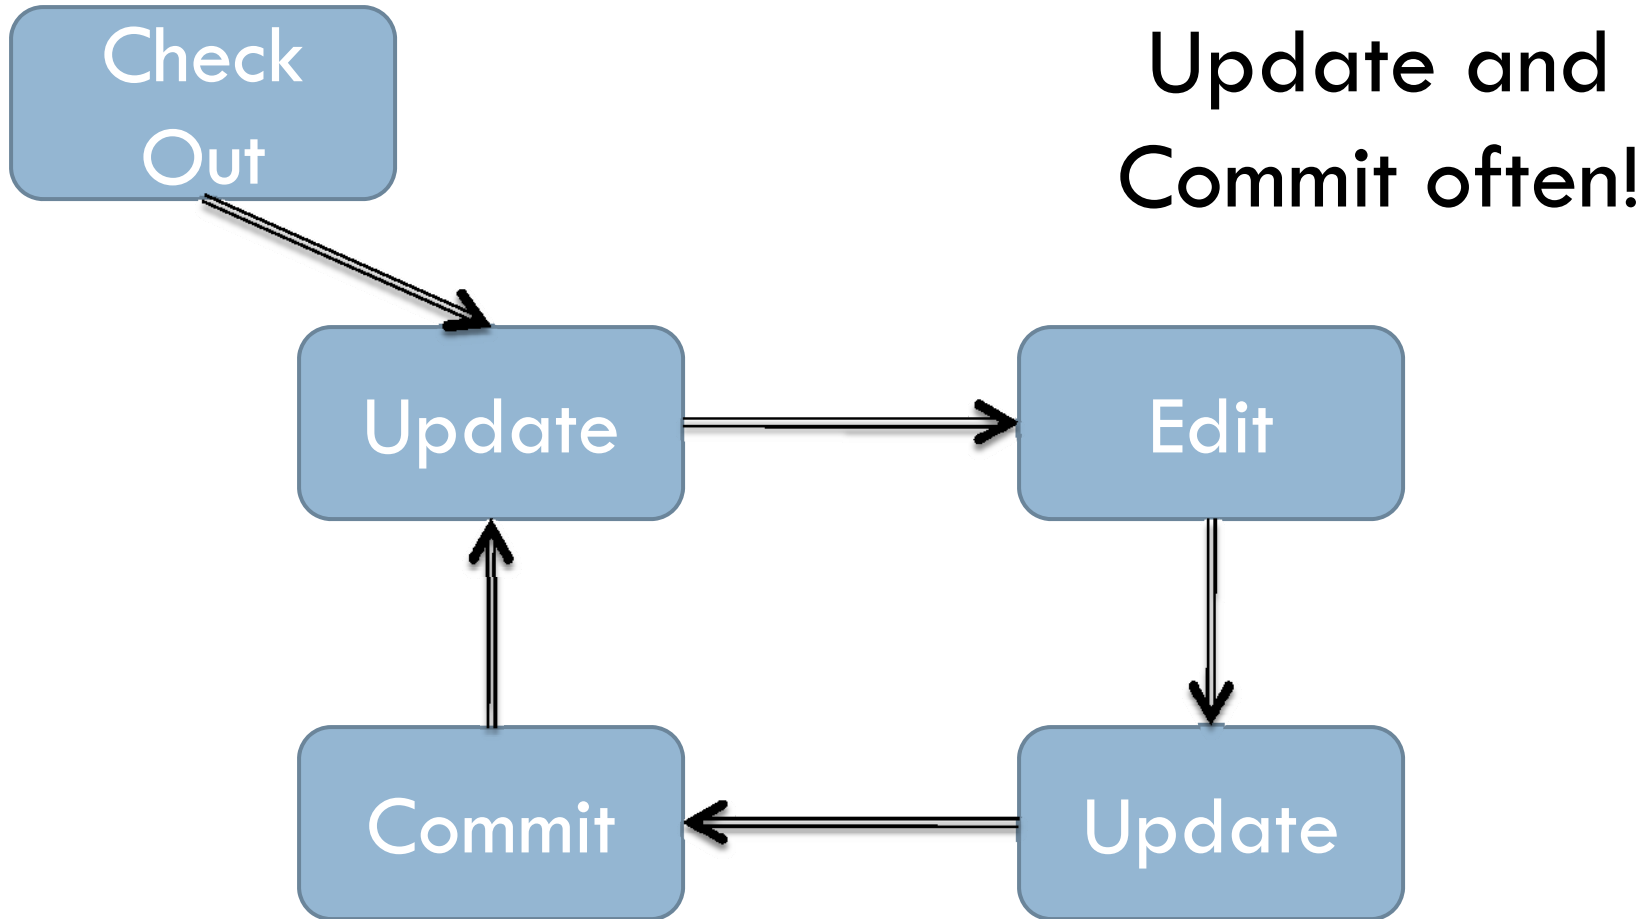 Check
Out
Update and
Commit often!
Update
Edit
Commit
Update